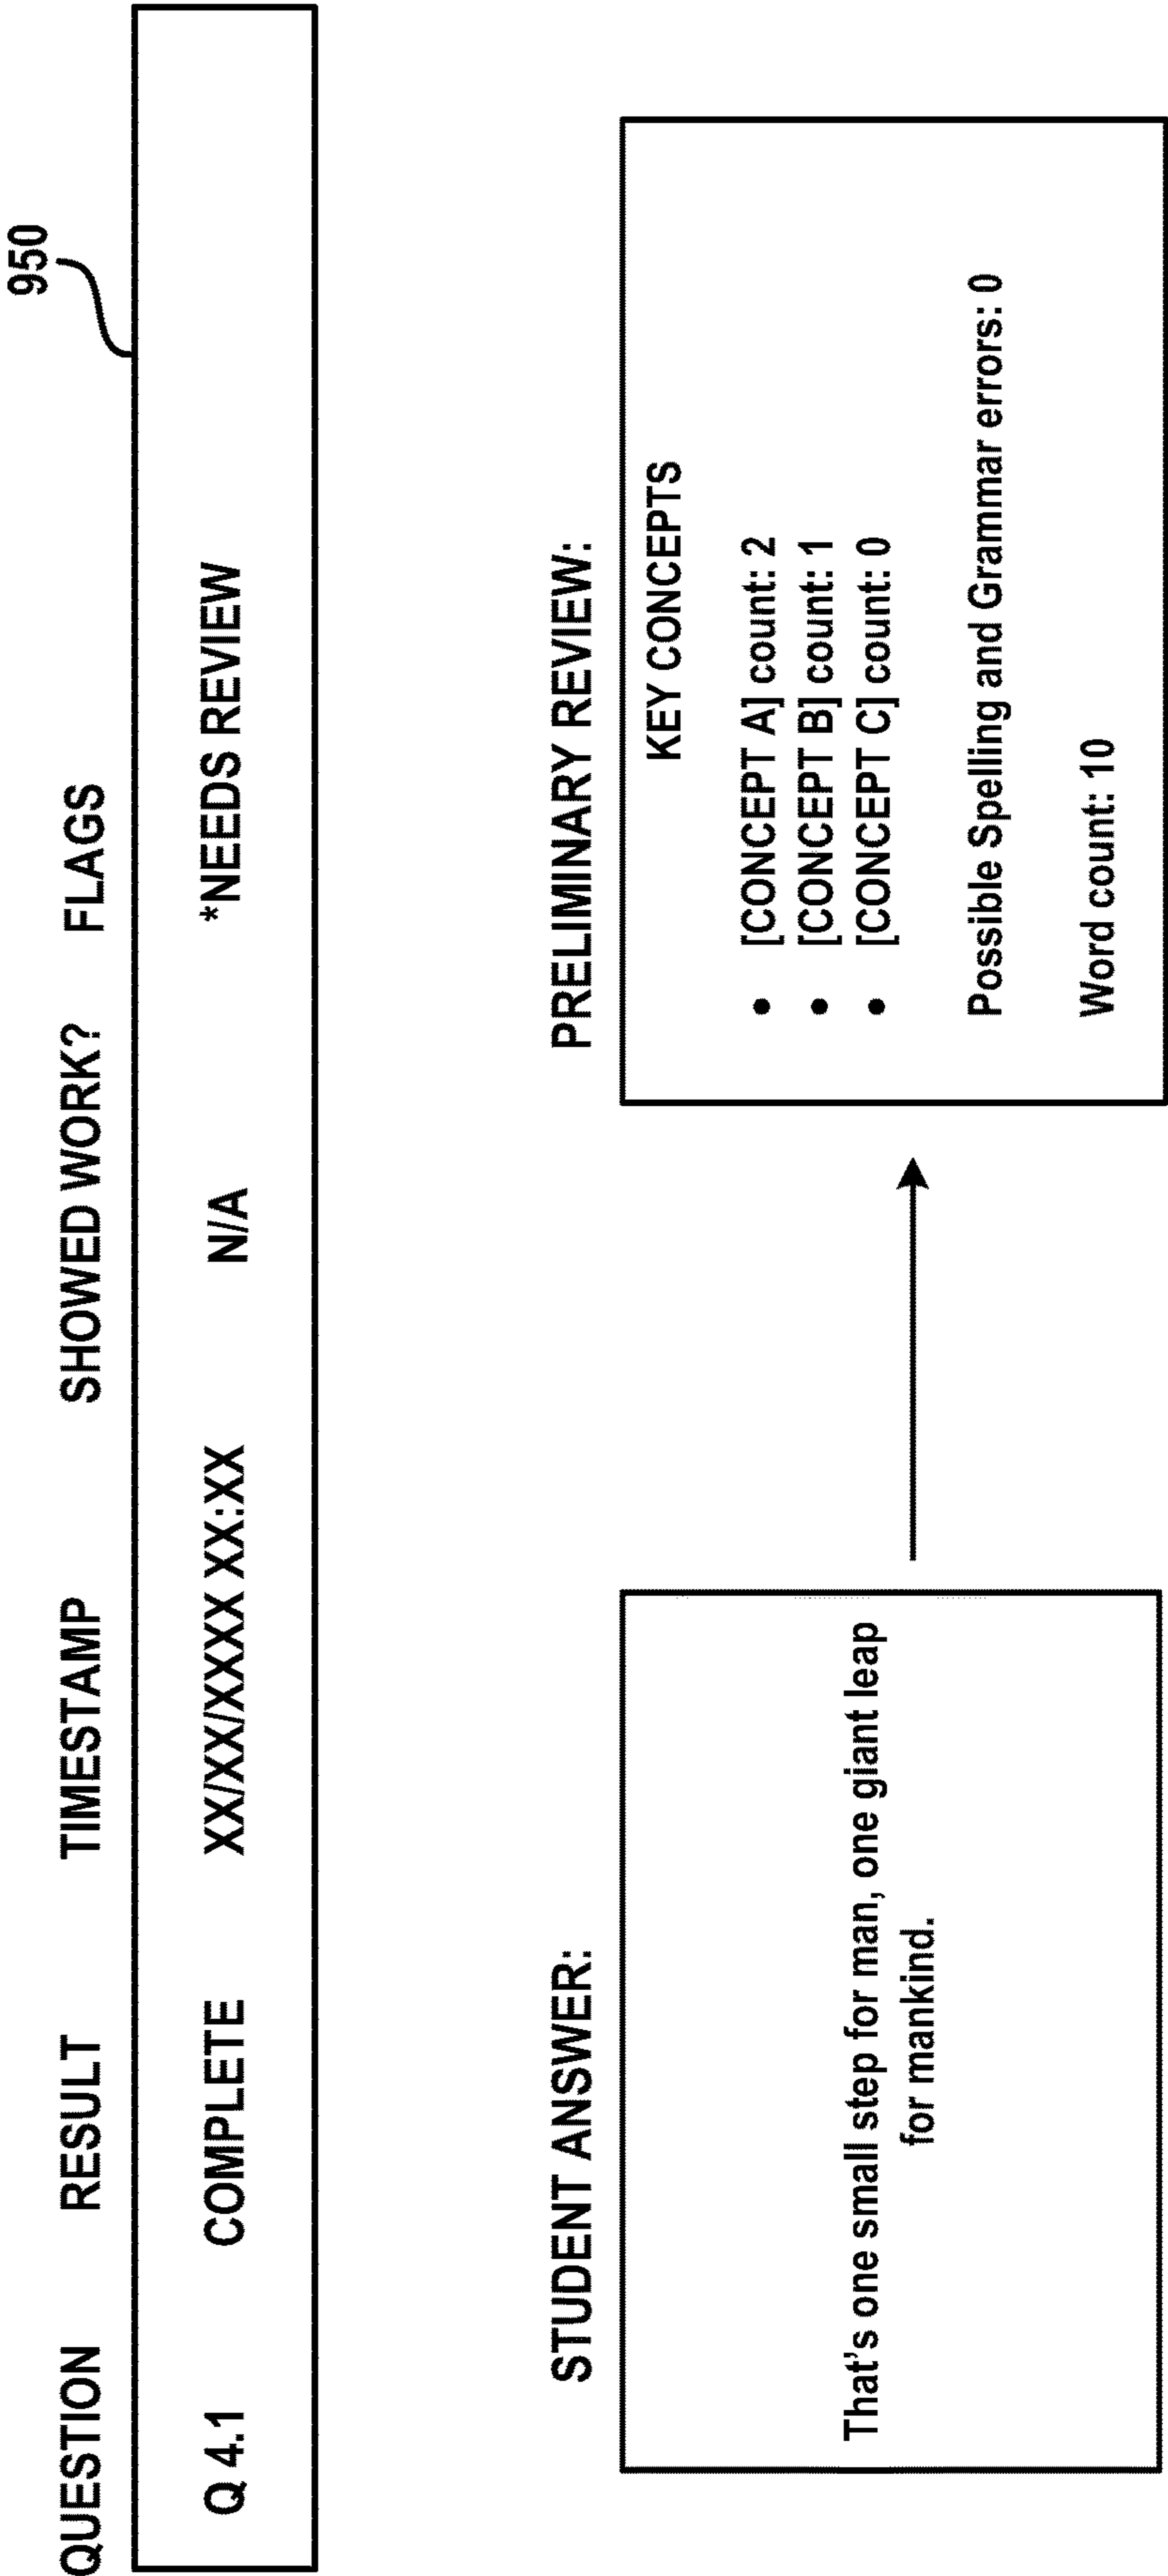 950
QUESTION RESULT TIMESTAMP SHOWED WORK? FLAGS
Q 4.1 COMPLETE XX/XX/XXXX XX:XX N/A *NEEDS REVIEW
STUDENT ANSWER:
That's one small step for man, one giant leap
for mankind.
PRELIMINARY REVIEW:
KEY CONCEPTS
• [CONCEPT A] count: 2
• [CONCEPT B] count: 1
• [CONCEPT C] count: 0
Possible Spelling and Grammar errors: 0
Word count: 10